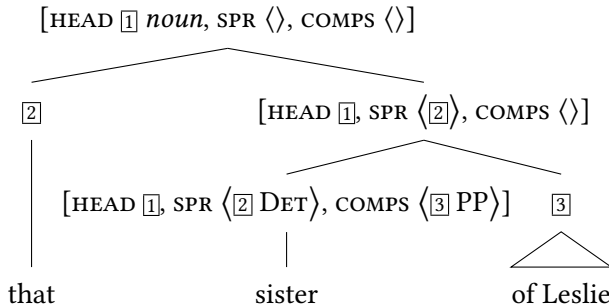 [HEAD 1 noun, SPR ⟨⟩, COMPS ⟨⟩]
2 [HEAD 1, SPR ⟨2⟩, COMPS ⟨⟩]
[HEAD 1, SPR ⟨2 DET⟩, COMPS ⟨3 PP⟩] 3
that sister of Leslie